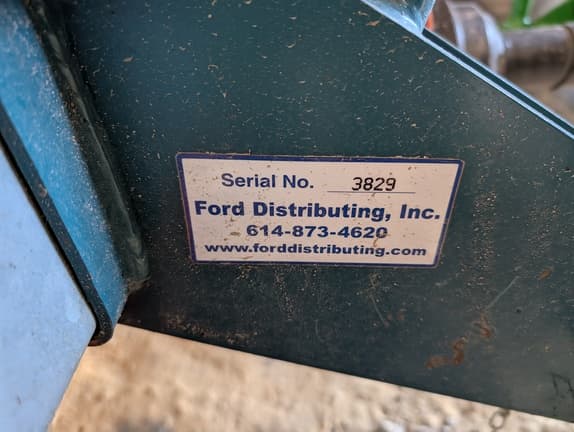 Serial No. 3829
Ford Distributing, Inc.
614-873-4620
www.forddistributing.com